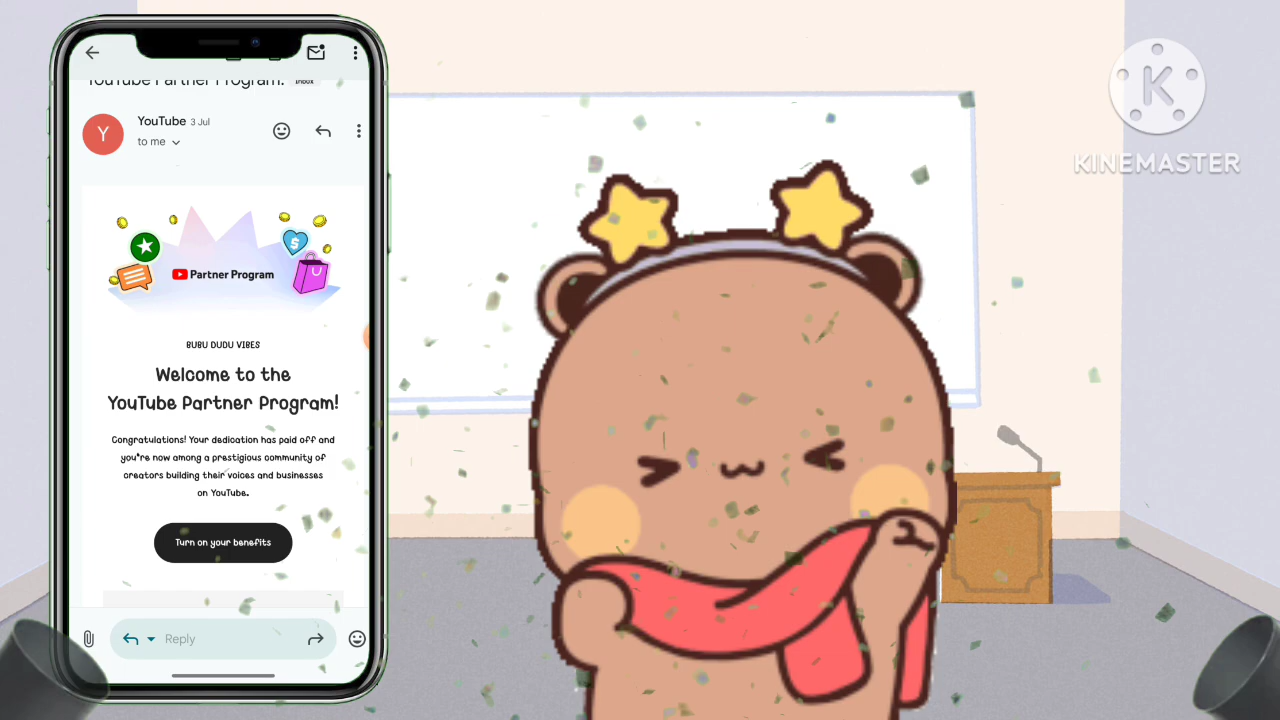 YouTube Partner Program.
Inbox
YouTube 3 Jul
to me
Y
Partner Program
BUBU DUDU VIBES
Welcome to the
YouTube Partner Program!
Congratulations! Your dedication has paid off and
you"re now among a prestigious community of
creators building their voices and businesses
on YouTube.
Turn on your benefits
Reply
K
KINEMASTER